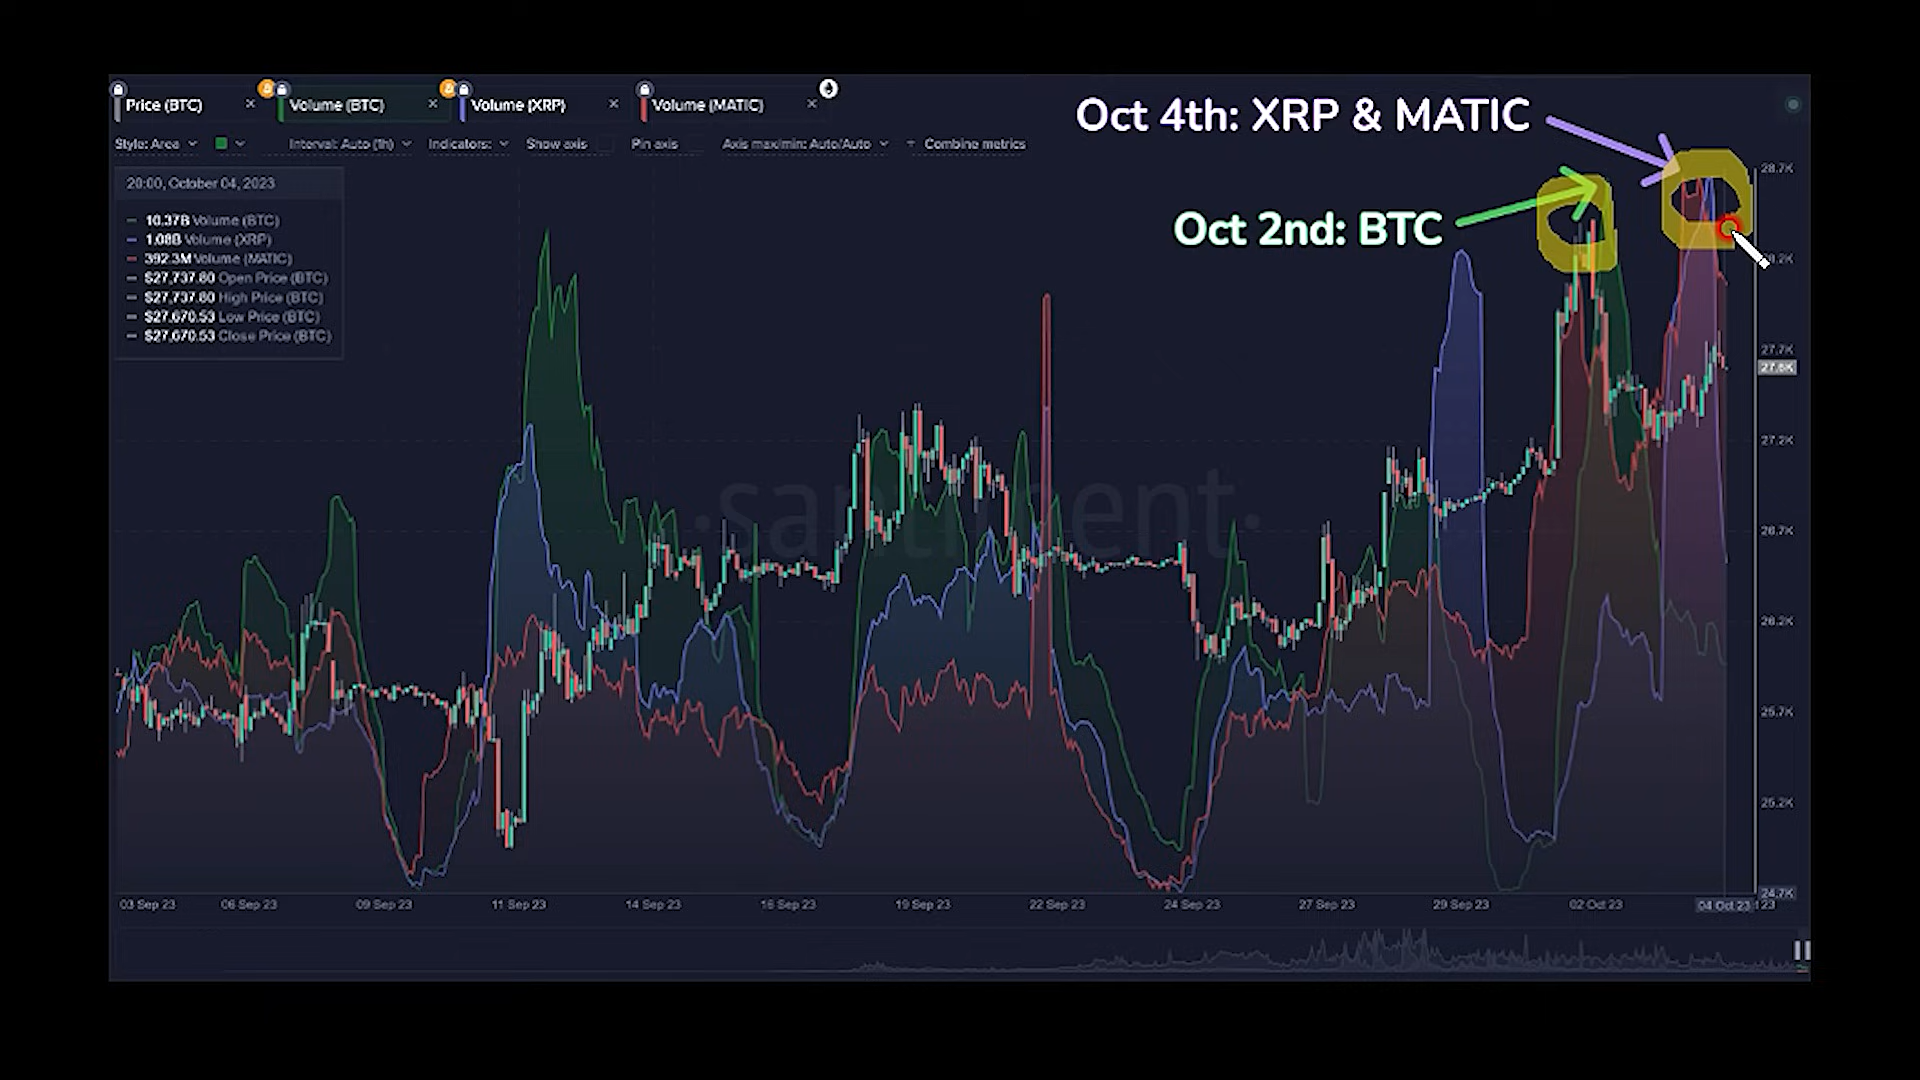 Price (BTC) × Volume (BTC) × Volume (XRP) × Volume (MATIC) ×
Oct 4th: XRP & MATIC
Style: Area Interval: Auto (1h) Indicators: Show axis Pin axis Axis max/min: Auto/Auto + Combine metrics
28.7K
20:00, October 04, 2023
10.37B Volume (BTC)
Oct 2nd: BTC
1.08B Volume (XRP)
392.3M Volume (MATIC)
$27,737.80 Open Price (BTC)
$27,737.80 High Price (BTC)
$27,670.53 Low Price (BTC)
$27,670.53 Close Price (BTC)
27.7K
27.6K
27.2K
·santiment·
26.7K
26.2K
25.7K
25.2K
24.7K
03 Sep 23 06 Sep 23 09 Sep 23 11 Sep 23 14 Sep 23 16 Sep 23 19 Sep 23 22 Sep 23 24 Sep 23 27 Sep 23 29 Sep 23 02 Oct 23 04 Oct 23